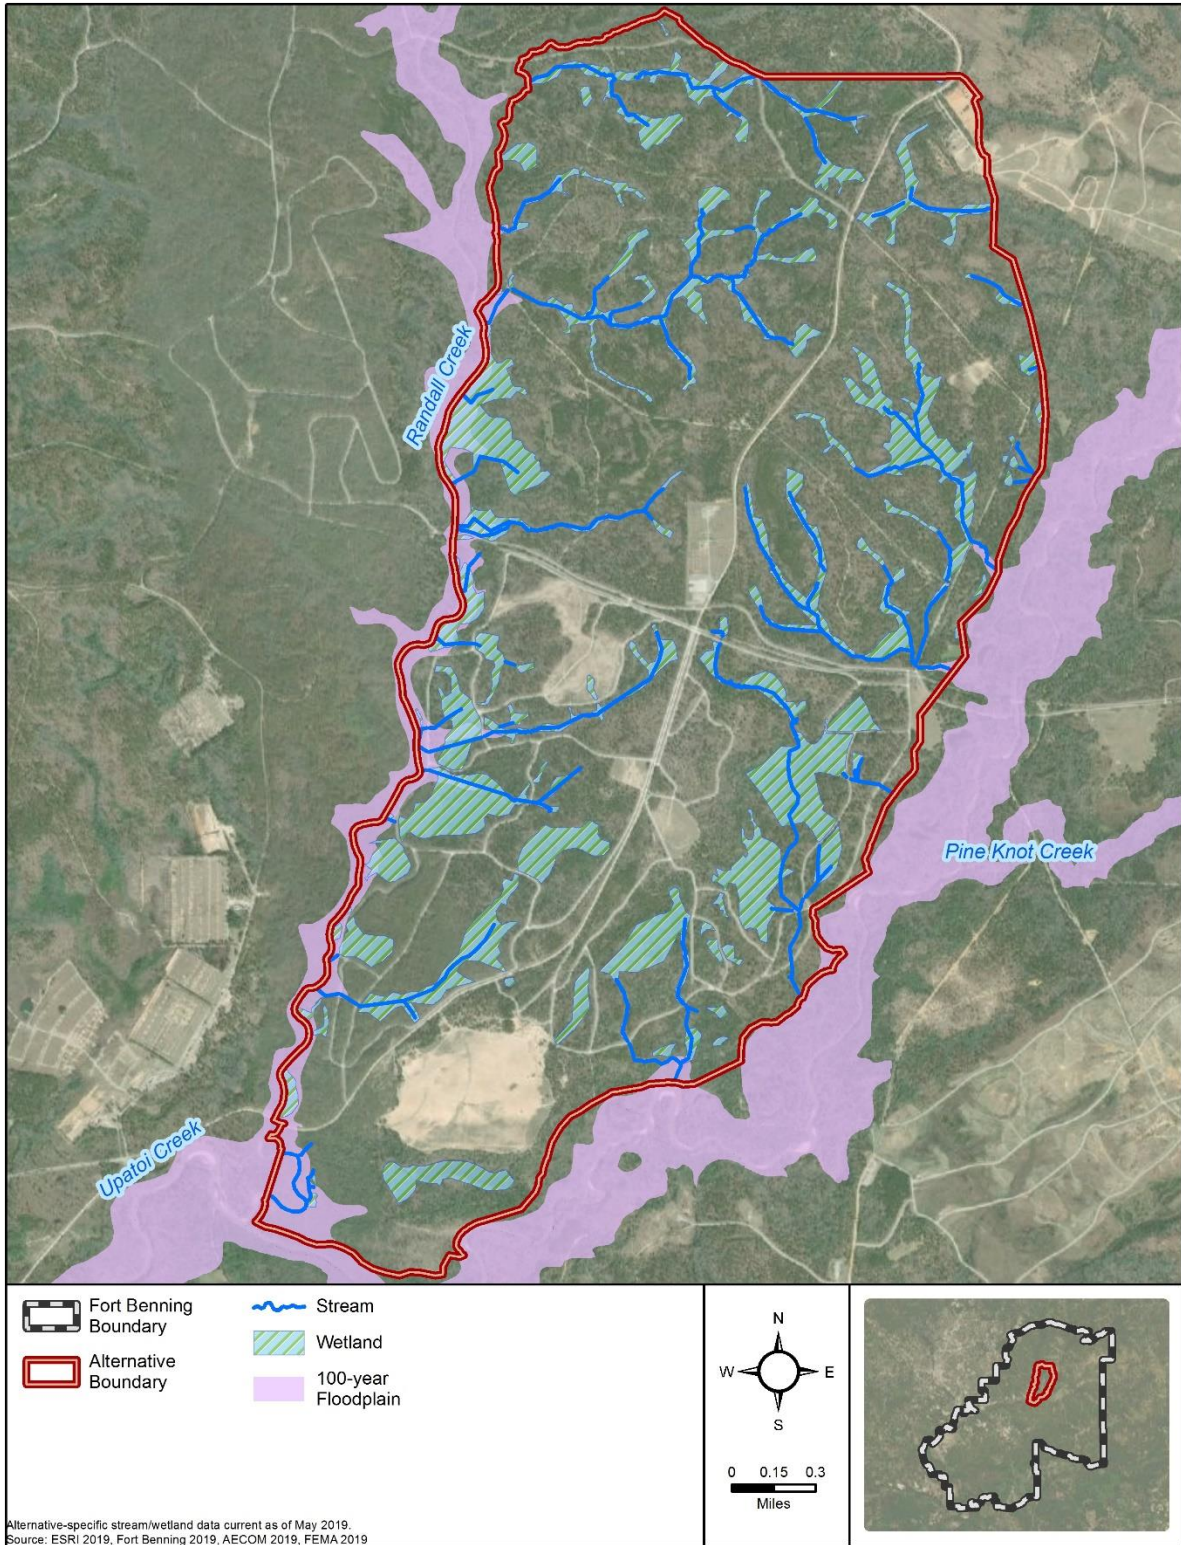 Randall Creek
Pine Knot Creek
Upatoi Creek
Fort Benning
Boundary
Alternative
Boundary
Stream
Wetland
100-year
Floodplain
N
W
E
S
0 0.15 0.3
Miles
Alternative-specific stream/wetland data current as of May 2019.
Source: ESRI 2019, Fort Benning 2019, AECOM 2019, FEMA 2019